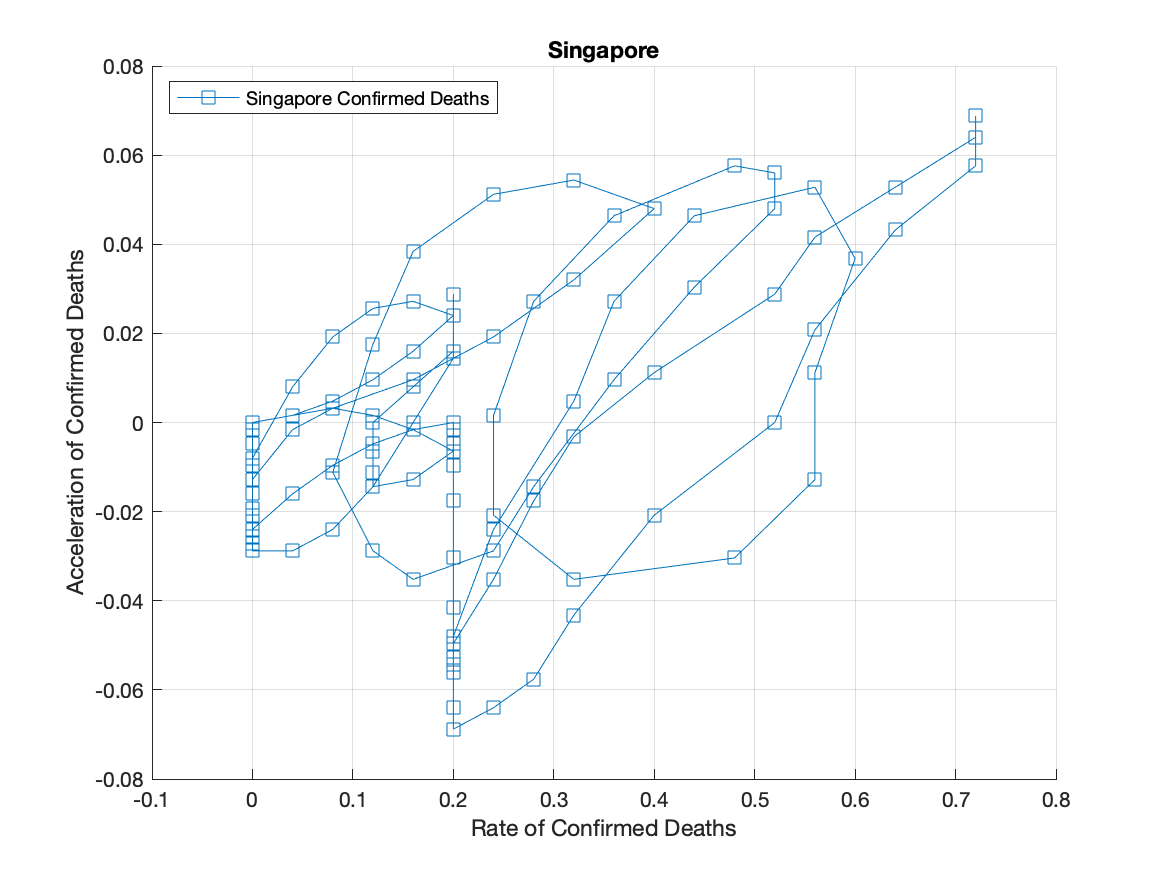 Singapore
Singapore Confirmed Deaths
0.08
0.06
0.04
0.02
0
-0.02
-0.04
-0.06
-0.08
Acceleration of Confirmed Deaths
-0.1 0 0.1 0.2 0.3 0.4 0.5 0.6 0.7 0.8
Rate of Confirmed Deaths